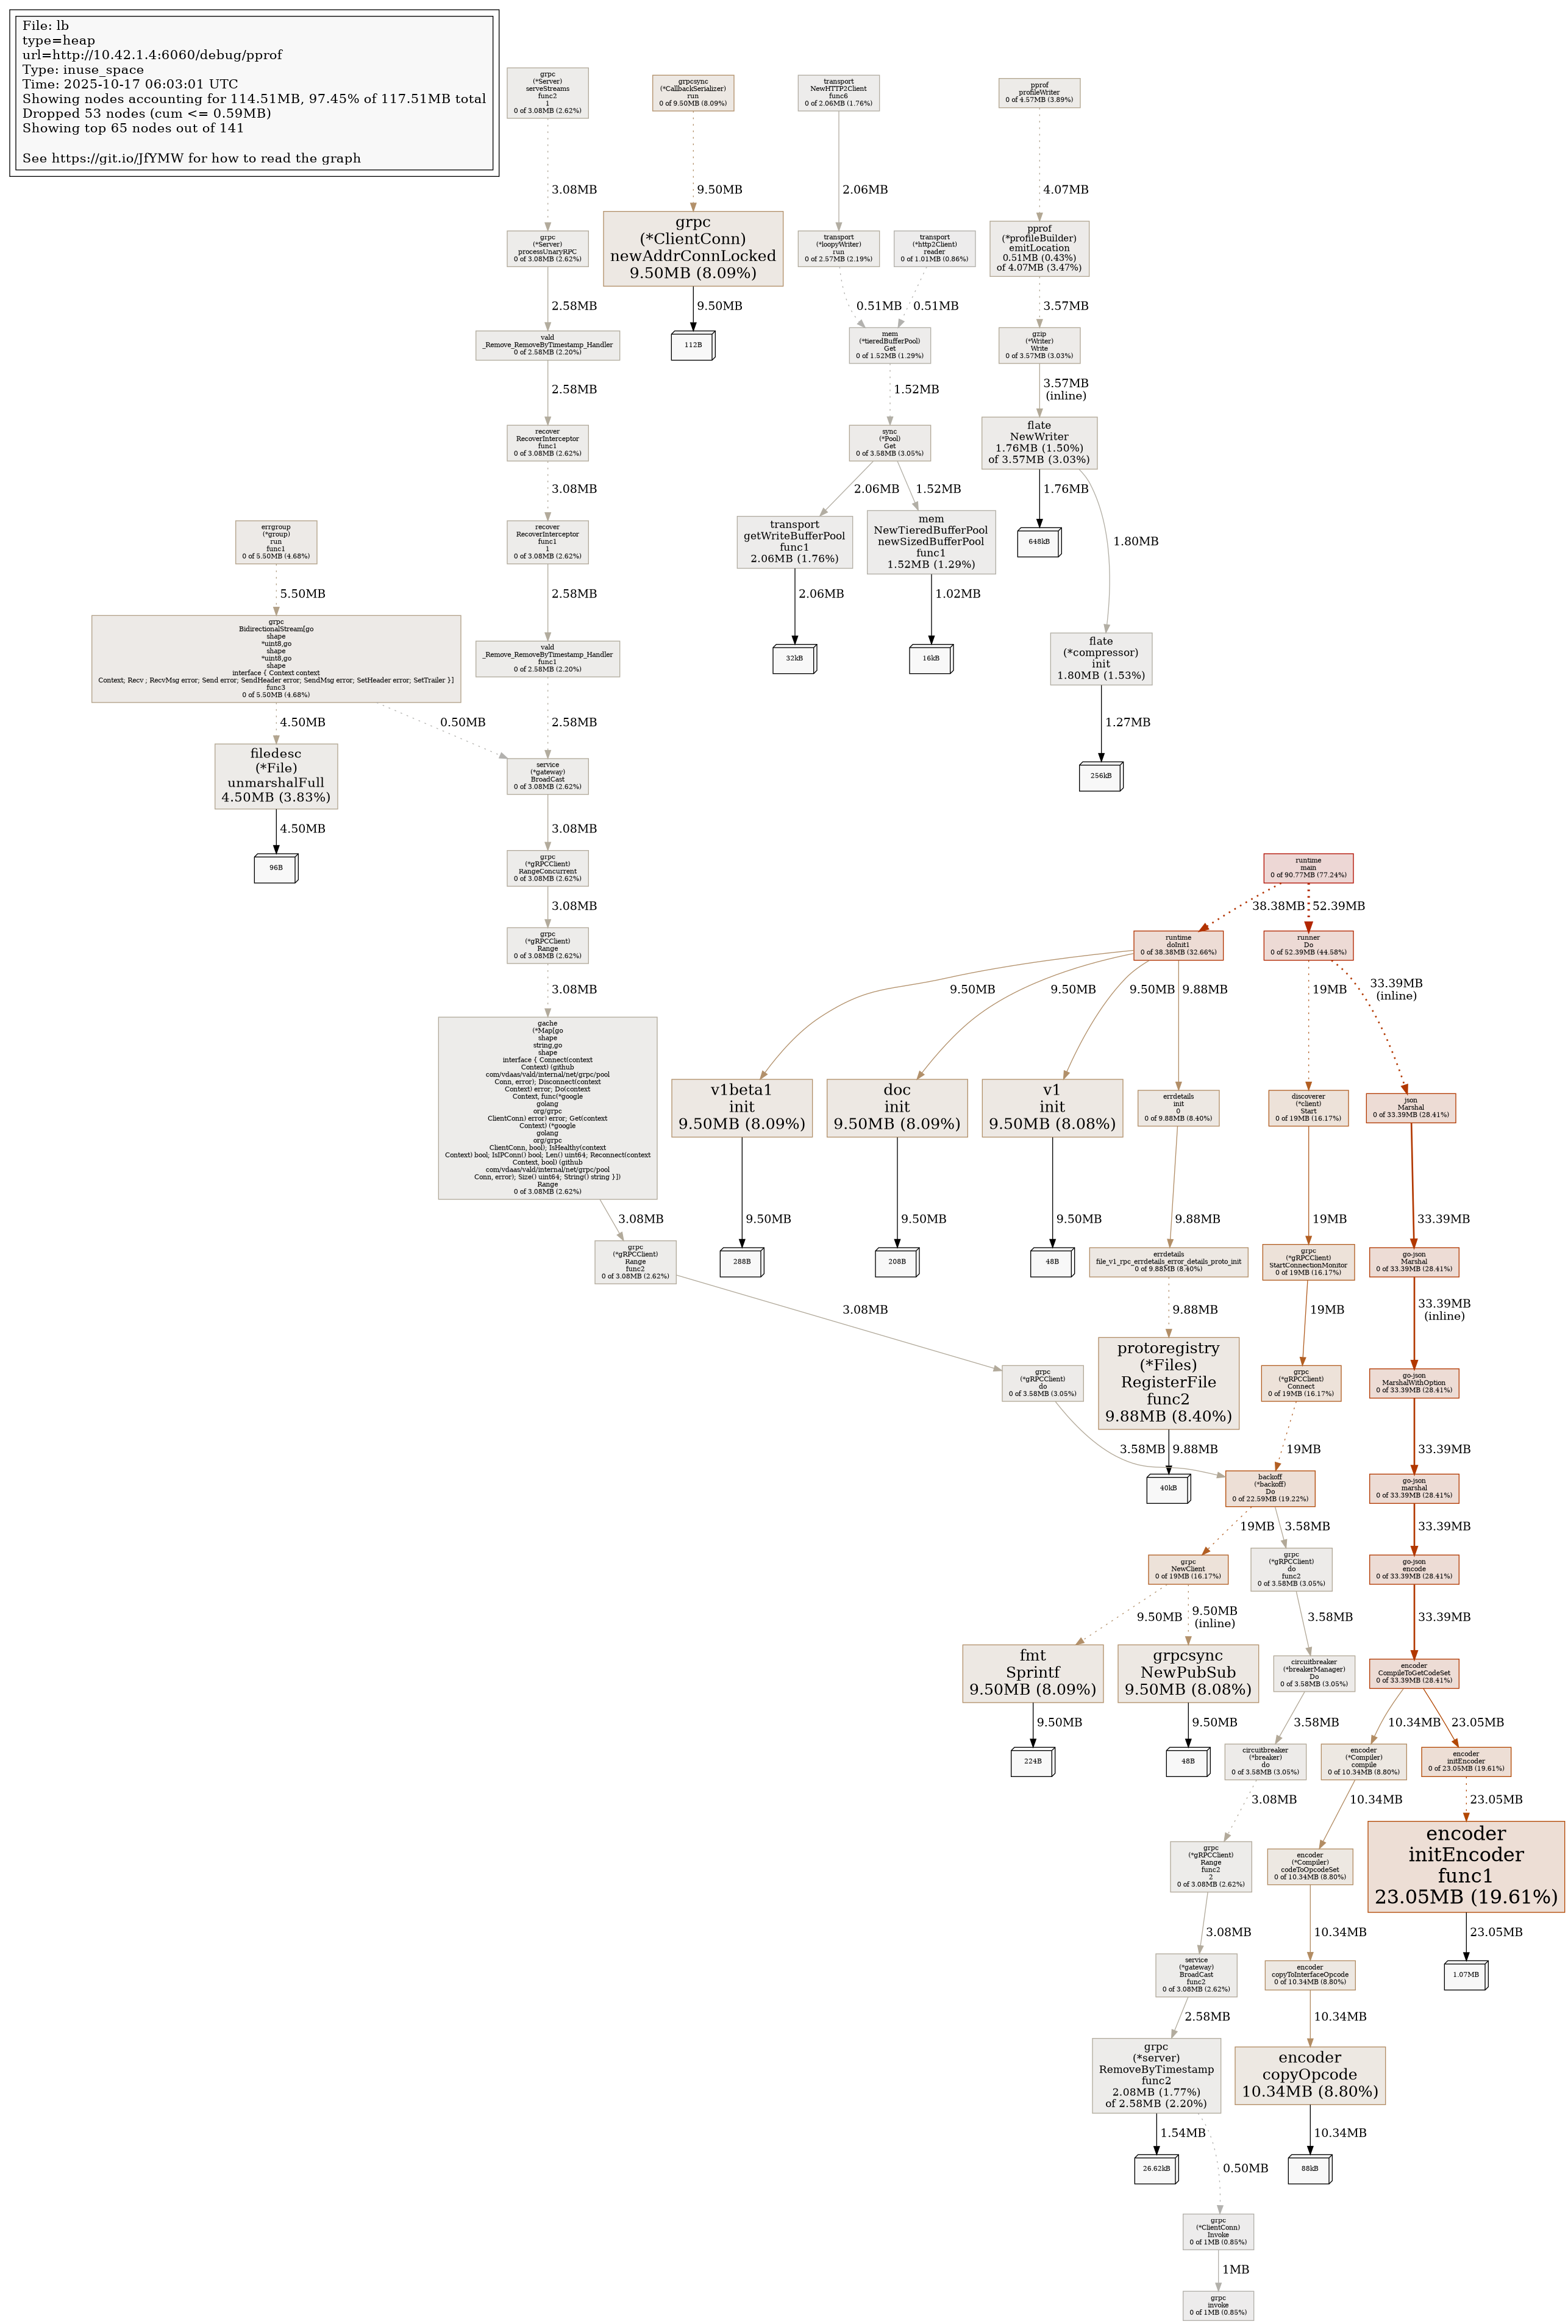 File: lb
type=heap
url=http://10.42.1.4:6060/debug/pprof
Type: inuse_space
Time: 2025-10-17 06:03:01 UTC
Showing nodes accounting for 114.51MB, 97.45% of 117.51MB total
Dropped 53 nodes (cum <= 0.59MB)
Showing top 65 nodes out of 141
See https://git.io/JfYMW for how to read the graph
grpc
(*Server)
serveStreams
func2
1
0 of 3.08MB (2.62%)
grpcsync
(*CallbackSerializer)
run
0 of 9.50MB (8.09%)
transport
NewHTTP2Client
func6
0 of 2.06MB (1.76%)
pprof
profileWriter
0 of 4.57MB (3.89%)
3.08MB
9.50MB
2.06MB
4.07MB
grpc
(*Server)
processUnaryRPC
0 of 3.08MB (2.62%)
grpc
(*ClientConn)
newAddrConnLocked
9.50MB (8.09%)
transport
(*loopyWriter)
run
0 of 2.57MB (2.19%)
transport
(*http2Client)
reader
0 of 1.01MB (0.86%)
pprof
(*profileBuilder)
emitLocation
0.51MB (0.43%)
of 4.07MB (3.47%)
2.58MB
9.50MB
0.51MB
0.51MB
3.57MB
vald
_Remove_RemoveByTimestamp_Handler
0 of 2.58MB (2.20%)
112B
mem
(*tieredBufferPool)
Get
0 of 1.52MB (1.29%)
gzip
(*Writer)
Write
0 of 3.57MB (3.03%)
2.58MB
1.52MB
3.57MB
(inline)
recover
RecoverInterceptor
func1
0 of 3.08MB (2.62%)
sync
(*Pool)
Get
0 of 3.58MB (3.05%)
flate
NewWriter
1.76MB (1.50%)
of 3.57MB (3.03%)
3.08MB
2.06MB
1.52MB
1.76MB
1.80MB
errgroup
(*group)
run
func1
0 of 5.50MB (4.68%)
recover
RecoverInterceptor
func1
1
0 of 3.08MB (2.62%)
transport
getWriteBufferPool
func1
2.06MB (1.76%)
mem
NewTieredBufferPool
newSizedBufferPool
func1
1.52MB (1.29%)
648kB
5.50MB
2.58MB
2.06MB
1.02MB
grpc
BidirectionalStream[go
shape
*uint8,go
shape
*uint8,go
shape
interface { Context context
Context; Recv ; RecvMsg error; Send error; SendHeader error; SendMsg error; SetHeader error; SetTrailer }]
func3
0 of 5.50MB (4.68%)
vald
_Remove_RemoveByTimestamp_Handler
func1
0 of 2.58MB (2.20%)
32kB
16kB
flate
(*compressor)
init
1.80MB (1.53%)
4.50MB
0.50MB
2.58MB
1.27MB
filedesc
(*File)
unmarshalFull
4.50MB (3.83%)
service
(*gateway)
BroadCast
0 of 3.08MB (2.62%)
256kB
4.50MB
3.08MB
96B
grpc
(*gRPCClient)
RangeConcurrent
0 of 3.08MB (2.62%)
runtime
main
0 of 90.77MB (77.24%)
3.08MB
38.38MB
52.39MB
grpc
(*gRPCClient)
Range
0 of 3.08MB (2.62%)
runtime
doInit1
0 of 38.38MB (32.66%)
runner
Do
0 of 52.39MB (44.58%)
3.08MB
9.50MB
9.50MB
9.50MB
9.88MB
19MB
33.39MB
(inline)
gache
(*Map[go
shape
string,go
shape
interface { Connect(context
Context) (github
com/vdaas/vald/internal/net/grpc/pool
Conn, error); Disconnect(context
Context) error; Do(context
Context, func(*google
golang
org/grpc
ClientConn) error) error; Get(context
Context) (*google
golang
org/grpc
ClientConn, bool); IsHealthy(context
Context) bool; IsIPConn() bool; Len() uint64; Reconnect(context
Context, bool) (github
com/vdaas/vald/internal/net/grpc/pool
Conn, error); Size() uint64; String() string }])
Range
0 of 3.08MB (2.62%)
v1beta1
init
9.50MB (8.09%)
doc
init
9.50MB (8.09%)
v1
init
9.50MB (8.08%)
errdetails
init
0
0 of 9.88MB (8.40%)
discoverer
(*client)
Start
0 of 19MB (16.17%)
json
Marshal
0 of 33.39MB (28.41%)
3.08MB
9.50MB
9.50MB
9.50MB
9.88MB
19MB
33.39MB
grpc
(*gRPCClient)
Range
func2
0 of 3.08MB (2.62%)
288B
208B
48B
errdetails
file_v1_rpc_errdetails_error_details_proto_init
0 of 9.88MB (8.40%)
grpc
(*gRPCClient)
StartConnectionMonitor
0 of 19MB (16.17%)
go-json
Marshal
0 of 33.39MB (28.41%)
3.08MB
9.88MB
19MB
33.39MB
(inline)
grpc
(*gRPCClient)
do
0 of 3.58MB (3.05%)
protoregistry
(*Files)
RegisterFile
func2
9.88MB (8.40%)
grpc
(*gRPCClient)
Connect
0 of 19MB (16.17%)
go-json
MarshalWithOption
0 of 33.39MB (28.41%)
3.58MB
9.88MB
19MB
33.39MB
40kB
backoff
(*backoff)
Do
0 of 22.59MB (19.22%)
go-json
marshal
0 of 33.39MB (28.41%)
19MB
3.58MB
33.39MB
grpc
NewClient
0 of 19MB (16.17%)
grpc
(*gRPCClient)
do
func2
0 of 3.58MB (3.05%)
go-json
encode
0 of 33.39MB (28.41%)
9.50MB
9.50MB
(inline)
3.58MB
33.39MB
fmt
Sprintf
9.50MB (8.09%)
grpcsync
NewPubSub
9.50MB (8.08%)
circuitbreaker
(*breakerManager)
Do
0 of 3.58MB (3.05%)
encoder
CompileToGetCodeSet
0 of 33.39MB (28.41%)
9.50MB
9.50MB
3.58MB
10.34MB
23.05MB
224B
48B
circuitbreaker
(*breaker)
do
0 of 3.58MB (3.05%)
encoder
(*Compiler)
compile
0 of 10.34MB (8.80%)
encoder
initEncoder
0 of 23.05MB (19.61%)
3.08MB
10.34MB
23.05MB
grpc
(*gRPCClient)
Range
func2
2
0 of 3.08MB (2.62%)
encoder
(*Compiler)
codeToOpcodeSet
0 of 10.34MB (8.80%)
encoder
initEncoder
func1
23.05MB (19.61%)
3.08MB
10.34MB
23.05MB
service
(*gateway)
BroadCast
func2
0 of 3.08MB (2.62%)
encoder
copyToInterfaceOpcode
0 of 10.34MB (8.80%)
1.07MB
2.58MB
10.34MB
grpc
(*server)
RemoveByTimestamp
func2
2.08MB (1.77%)
of 2.58MB (2.20%)
encoder
copyOpcode
10.34MB (8.80%)
1.54MB
0.50MB
10.34MB
26.62kB
88kB
grpc
(*ClientConn)
Invoke
0 of 1MB (0.85%)
1MB
grpc
invoke
0 of 1MB (0.85%)